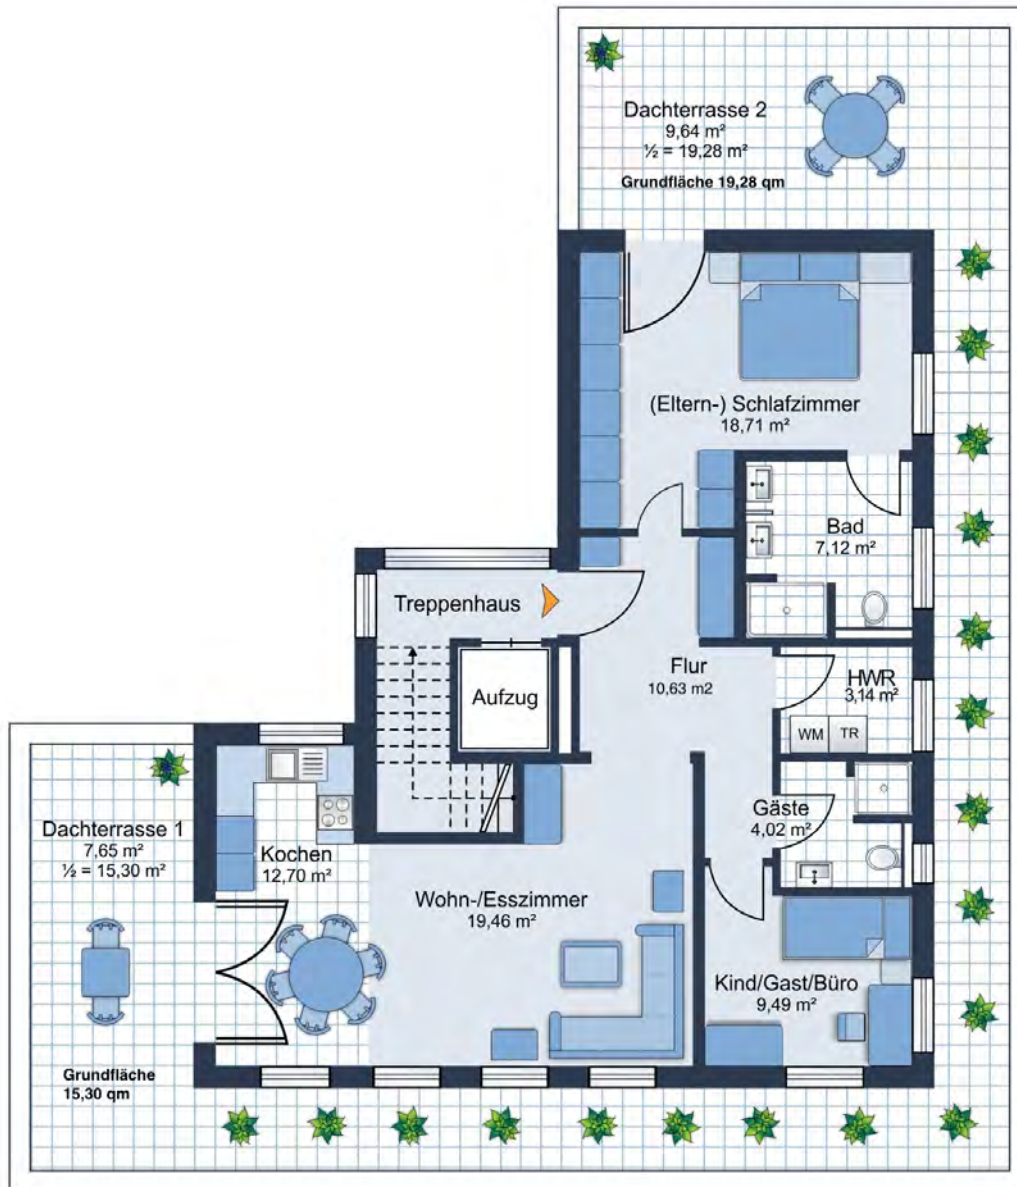 Dachterrasse 2
9,64 m²
½ = 19,28 m²
Grundfläche 19,28 qm
(Eltern-) Schlafzimmer
18,71 m²
Bad
7,12 m²
Treppenhaus
Aufzug
Flur
10,63 m2
HWR
3,14 m²
WM
TR
Dachterrasse 1
7,65 m²
½ = 15,30 m²
Kochen
12,70 m²
Gäste
4,02 m²
Wohn-/Esszimmer
19,46 m²
Kind/Gast/Büro
9,49 m²
Grundfläche
15,30 qm